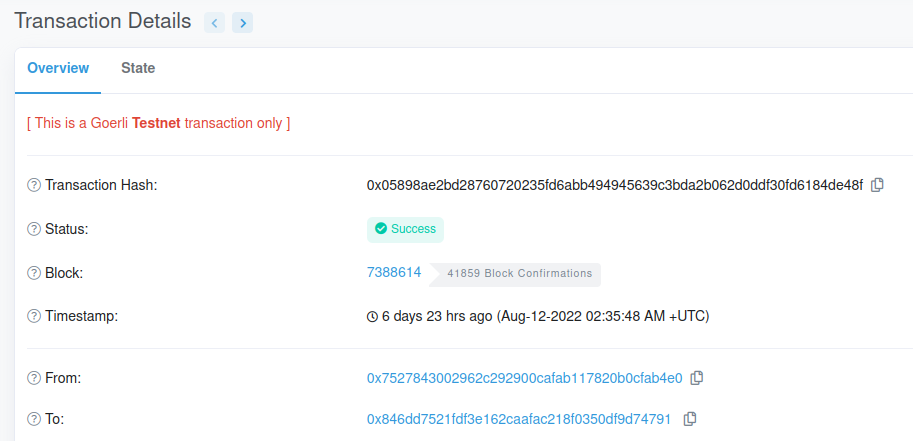 Transaction Details
Overview State
[ This is a Goerli Testnet transaction only ]
Transaction Hash: 0x05898ae2bd28760720235fd6abb494945639c3bda2b062d0ddf30fd6184de48f
Status: Success
Block: 7388614 41859 Block Confirmations
Timestamp: 6 days 23 hrs ago (Aug-12-2022 02:35:48 AM +UTC)
From: 0x7527843002962c292900cafab117820b0cfab4e0
To: 0x846dd7521fdf3e162caafac218f0350df9d74791